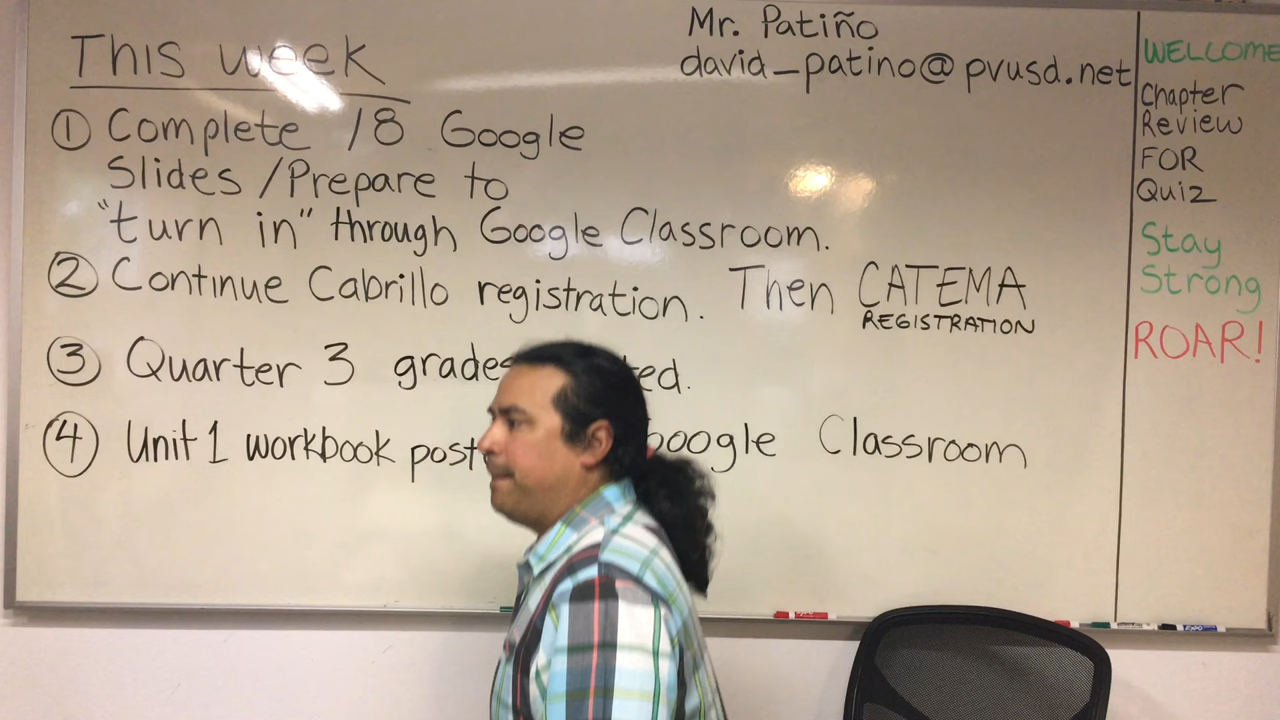 This week
① Complete /8 Google
Slides / Prepare to
"turn in" through Google Classroom.
② Continue Cabrillo registration. Then CATEMA
REGISTRATION
③ Quarter 3 grades
④ Unit 1 workbook Google Classroom
Mr. Patiño
david_patino@pvusd.net
WELCOME
Chapter
Review
FOR
Quiz
Stay
Strong
ROAR!